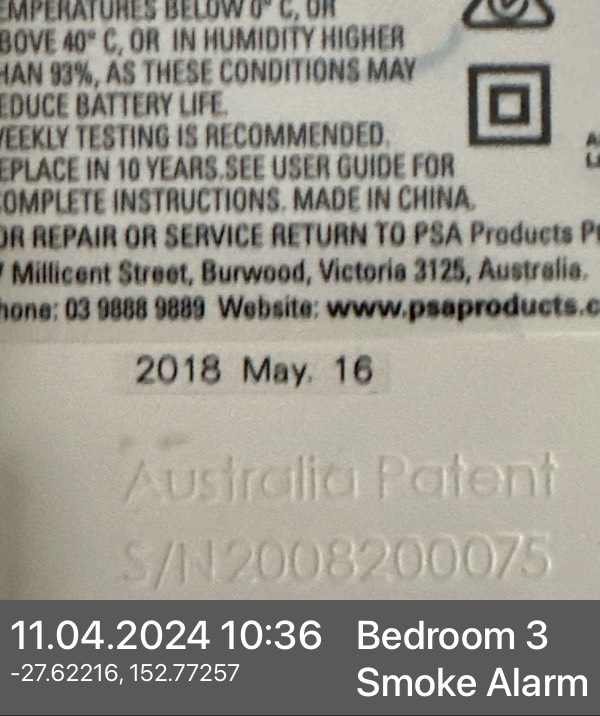 EMPERATURES BELOW 0° C, OR
BOVE 40° C, OR IN HUMIDITY HIGHER
HAN 93%, AS THESE CONDITIONS MAY
EDUCE BATTERY LIFE.
EEKLY TESTING IS RECOMMENDED.
EPLACE IN 10 YEARS.SEE USER GUIDE FOR
OMPLETE INSTRUCTIONS. MADE IN CHINA.
OR REPAIR OR SERVICE RETURN TO PSA Products Pt
Millicent Street, Burwood, Victoria 3125, Australia.
hone: 03 9888 9889 Website: www.psaproducts.c
2018 May. 16
Australia Patent
S/N2008200075
11.04.2024 10:36
-27.62216, 152.77257
Bedroom 3
Smoke Alarm